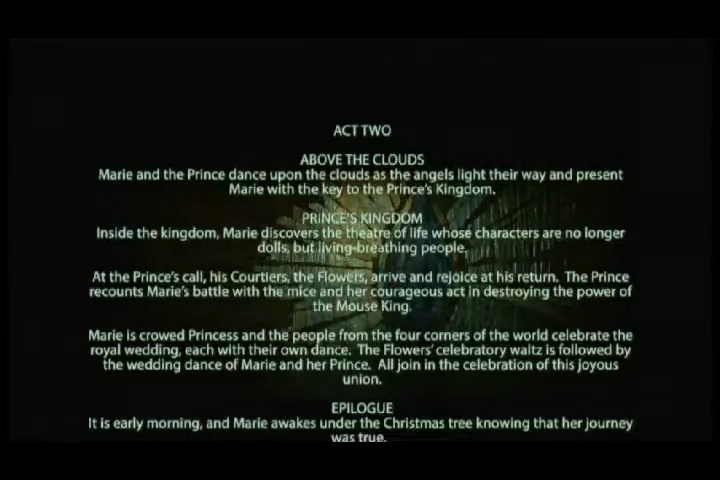 ACT TWO
ABOVE THE CLOUDS
Marie and the Prince dance upon the clouds as the angels light their way and present
Marie with the key to the Prince's Kingdom.
PRINCE'S KINGDOM
Inside the kingdom, Marie discovers the theatre of life whose characters are no longer
dolls, but living-breathing people.
At the Prince's call, his Courtiers, the Flowers, arrive and rejoice at his return. The Prince
recounts Marie's battle with the mice and her courageous act in destroying the power of
the Mouse King.
Marie is crowed Princess and the people from the four corners of the world celebrate the
royal wedding, each with their own dance. The Flowers' celebratory waltz is followed by
the wedding dance of Marie and her Prince. All join in the celebration of this joyous
union.
EPILOGUE
It is early morning, and Marie awakes under the Christmas tree knowing that her journey
was true.